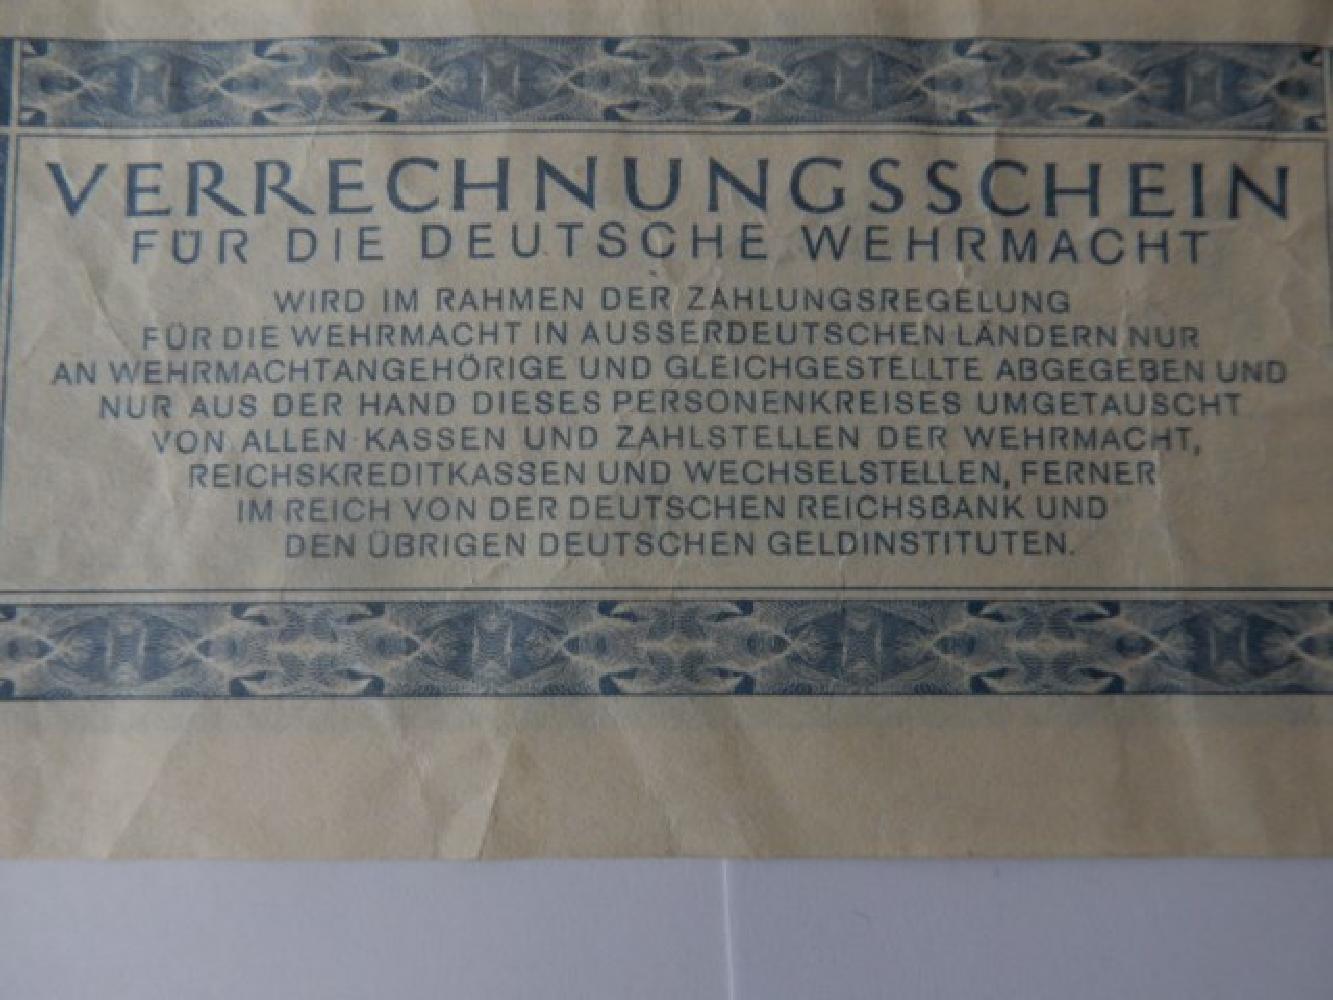 VERRECHNUNGSSCHEIN
FÜR DIE DEUTSCHE WEHRMACHT
WIRD IM RAHMEN DER ZAHLUNGSREGELUNG
FÜR DIE WEHRMACHT IN AUSSERDEUTSCHEN LÄNDERN NUR
AN WEHRMACHTANGEHÖRIGE UND GLEICHGESTELLTE ABGEGEBEN UND
NUR AUS DER HAND DIESES PERSONENKREISES UMGETAUSCHT
VON ALLEN KASSEN UND ZAHLSTELLEN DER WEHRMACHT,
REICHSKREDITKASSEN UND WECHSELSTELLEN, FERNER
IM REICH VON DER DEUTSCHEN REICHSBANK UND
DEN ÜBRIGEN DEUTSCHEN GELDINSTITUTEN.